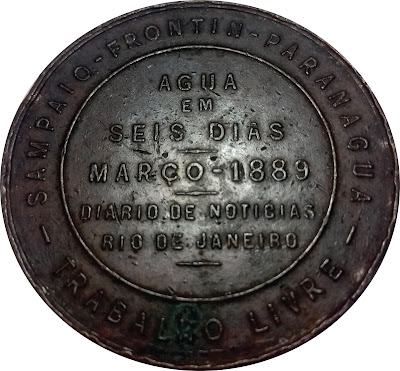 SAMPAIO-FRONTIN-PARANAGUA
AGUA
EM
SEIS DIAS
MARÇO-1889
DIARIO DE NOTICIAS
RIO DE JANEIRO
— TRABALHO LIVRE —